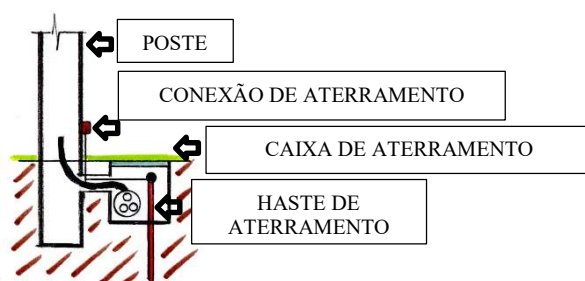 POSTE
CONEXÃO DE ATERRAMENTO
CAIXA DE ATERRAMENTO
HASTE DE
ATERRAMENTO